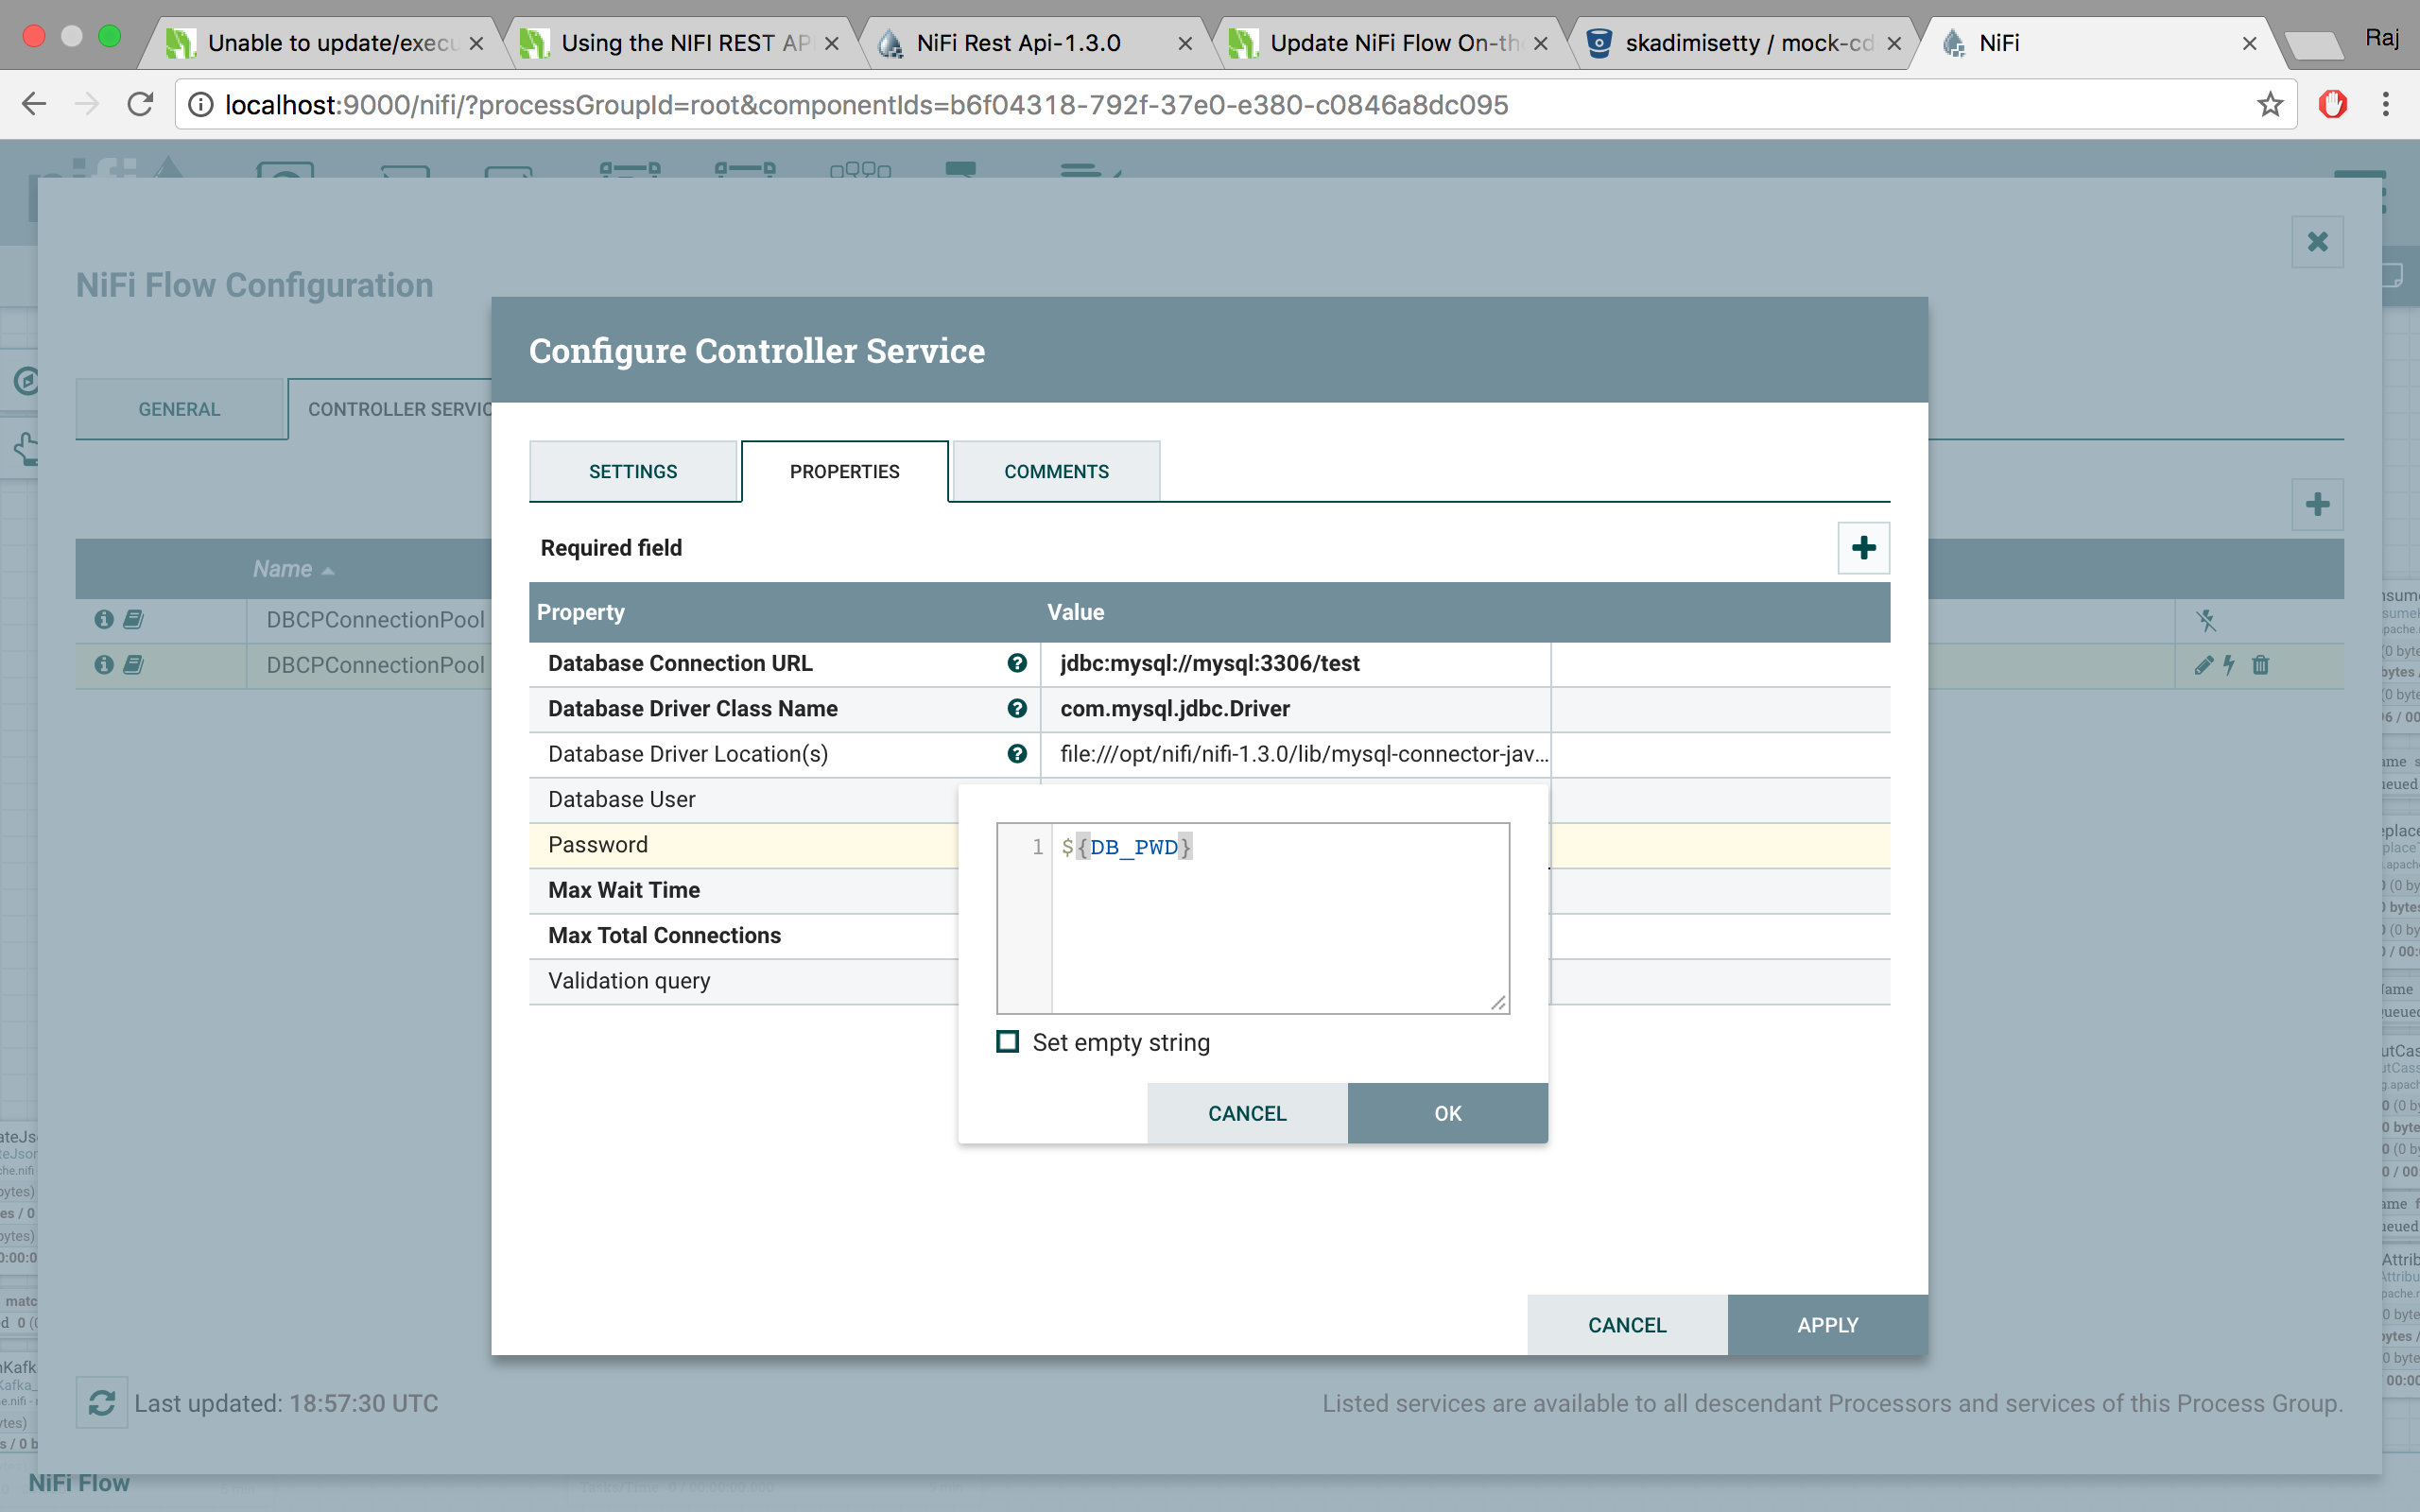 Unable to update/execu
Using the NIFI REST AP
NiFi Rest Api-1.3.0
Update NiFi Flow On-th
skadimisetty / mock-cd
NiFi
Raj
localhost:9000/nifi/?processGroupId=root&componentIds=b6f04318-792f-37e0-e380-c0846a8dc095
NiFi Flow Configuration
GENERAL
CONTROLLER SERVIC
Name
DBCPConnectionPool
DBCPConnectionPool
Configure Controller Service
SETTINGS
PROPERTIES
COMMENTS
Required field
Property Value
Database Connection URL jdbc:mysql://mysql:3306/test
Database Driver Class Name com.mysql.jdbc.Driver
Database Driver Location(s) file:///opt/nifi/nifi-1.3.0/lib/mysql-connector-jav...
Database User
Password
Max Wait Time
Max Total Connections
Validation query
1 ${DB_PWD}
Set empty string
CANCEL
OK
CANCEL
APPLY
Last updated: 18:57:30 UTC
Listed services are available to all descendant Processors and services of this Process Group.
NiFi Flow